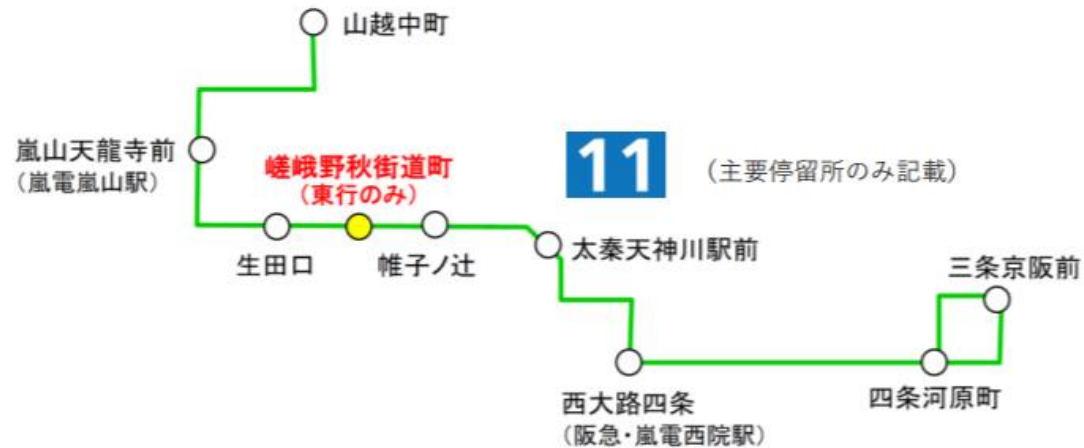 山越中町
嵐山天龍寺前
（嵐電嵐山駅）
嵯峨野秋街道町
（東行のみ）
11
（主要停留所のみ記載）
生田口
帷子ノ辻
太秦天神川駅前
三条京阪前
西大路四条
（阪急・嵐電西院駅）
四条河原町